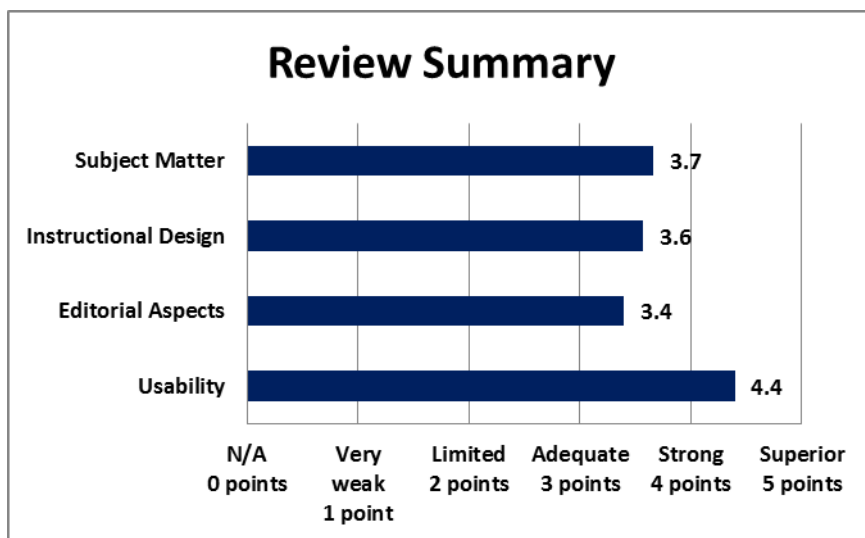 Review Summary
Subject Matter
3.7
Instructional Design
3.6
Editorial Aspects
3.4
Usability
4.4
N/A Very Limited Adequate Strong Superior
0 points weak 2 points 3 points 4 points 5 points
1 point